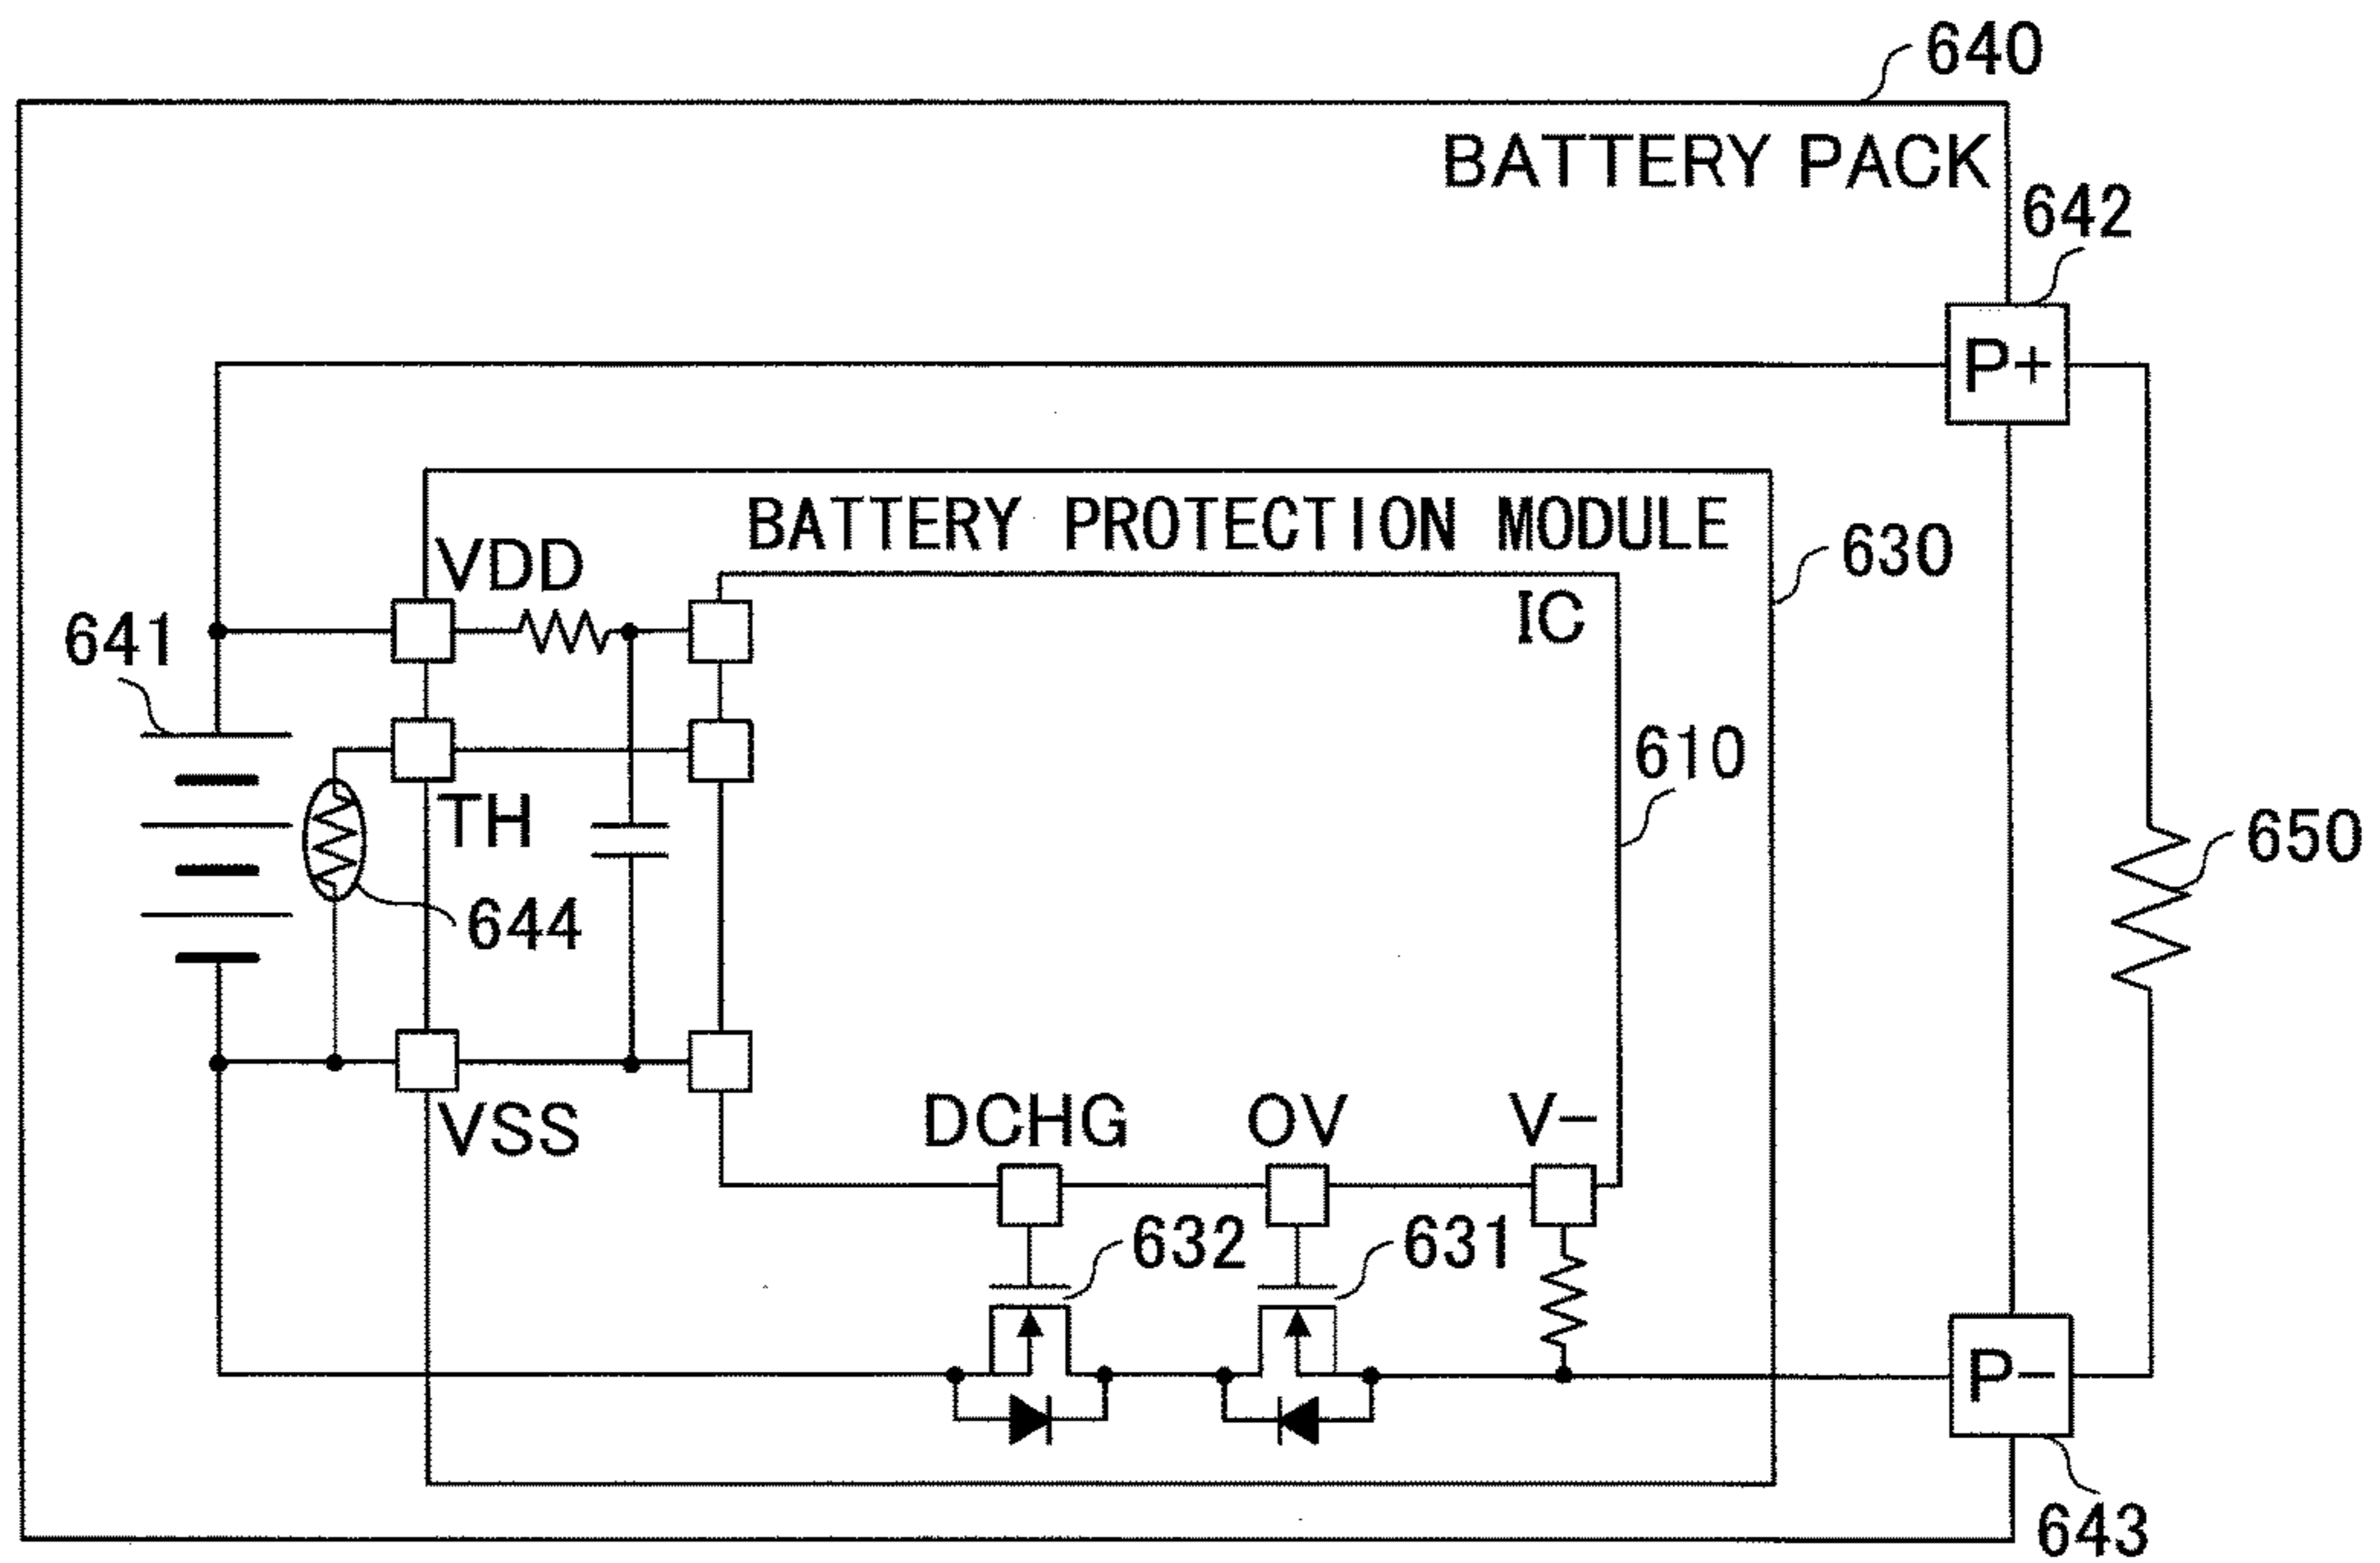 640
BATTERY PACK
642
P+
BATTERY PROTECTION MODULE
630
VDD
IC
641
610
TH
650
644
DCHG OV V-
VSS
632 631
P-
643